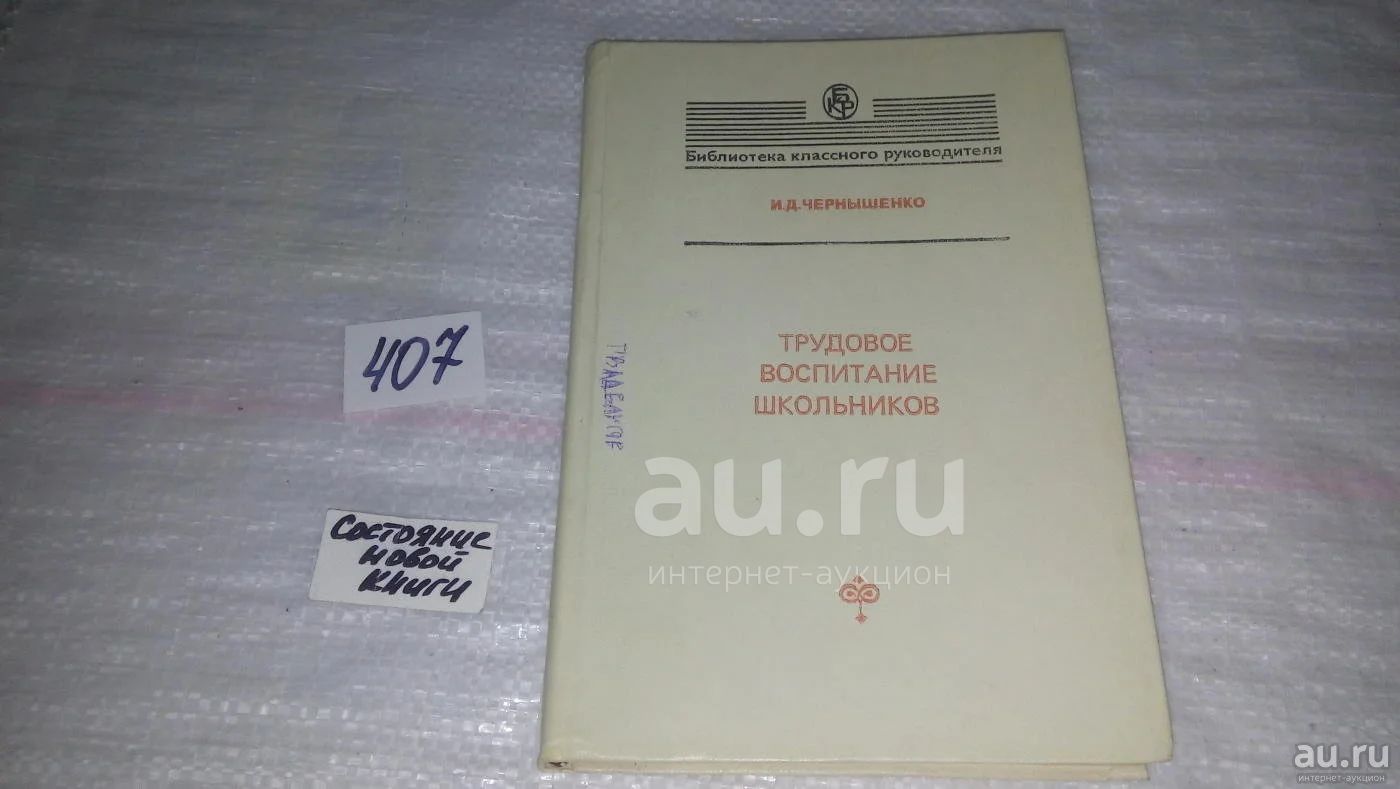 БКР
Библиотека классного руководителя
И.Д.ЧЕРНЫШЕНКО
ТРУДОВОЕ
ВОСПИТАНИЕ
ШКОЛЬНИКОВ
407
Состояние
новой
книги
au.ru
интернет-аукцион
au.ru
интернет-аукцион